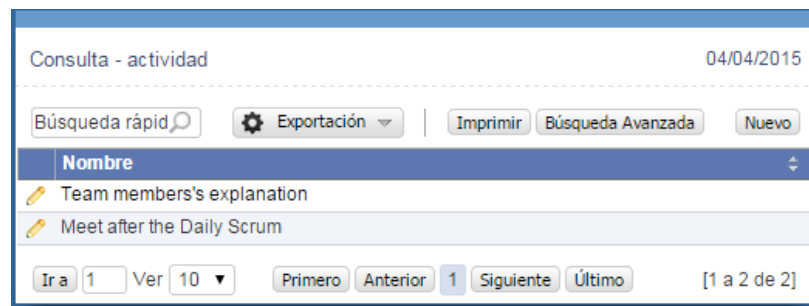 Consulta - actividad 04/04/2015
Búsqueda rápid Exportación Imprimir Búsqueda Avanzada Nuevo
Nombre
Team members's explanation
Meet after the Daily Scrum
Ir a 1 Ver 10 Primero Anterior 1 Siguiente Último [1 a 2 de 2]